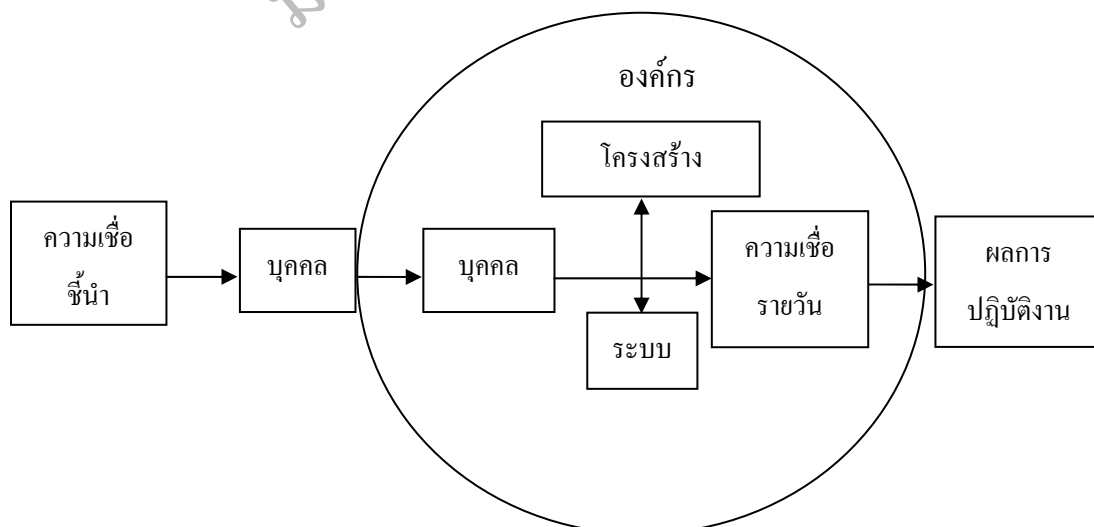 องค์กร
โครงสร้าง
ความเชื่อ
ชี้นำ
บุคคล
บุคคล
ความเชื่อ
รายวัน
ระบบ
ผลการ
ปฏิบัติงาน